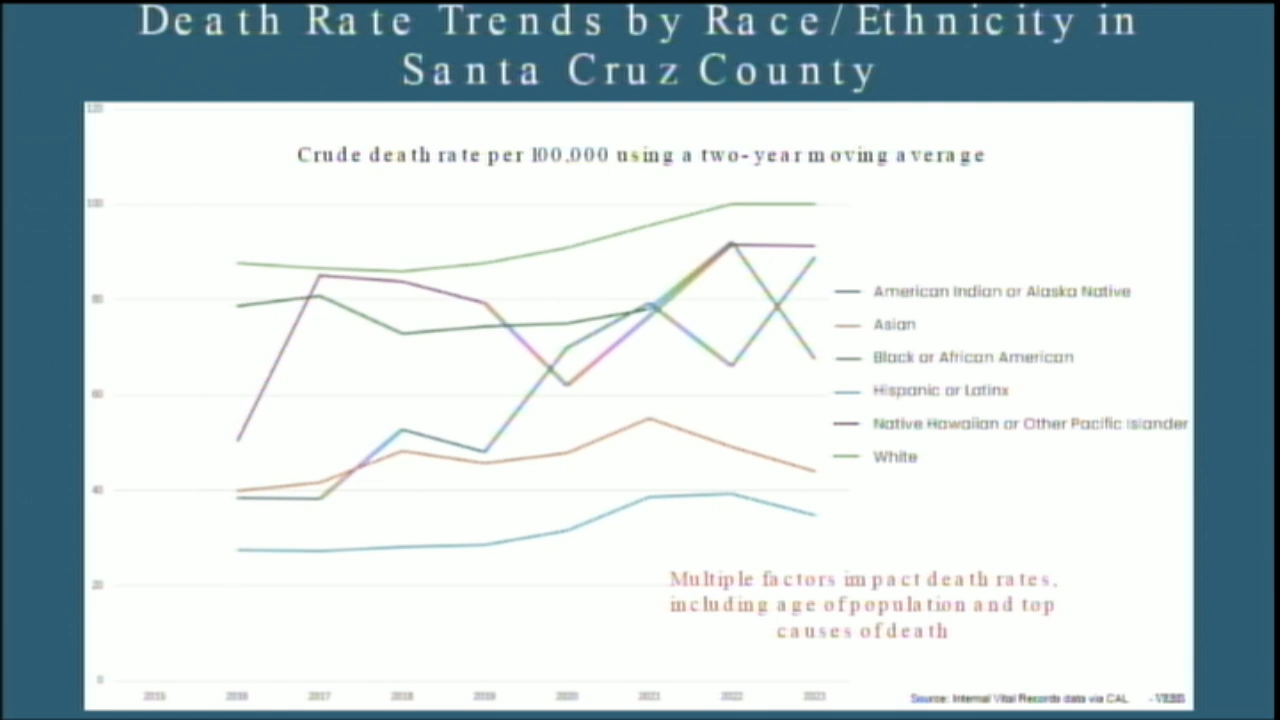 Death Rate Trends by Race/Ethnicity in
Santa Cruz County
120
Crude death rate per 100,000 using a two-year moving average
100
80
60
40
20
0
American Indian or Alaska Native
Asian
Black or African American
Hispanic or Latinx
Native Hawaiian or Other Pacific Islander
White
Multiple factors impact death rates,
including age of population and top
causes of death
2015 2016 2017 2018 2019 2020 2021 2022 2023
Source: Internal Vital Records data via CAL